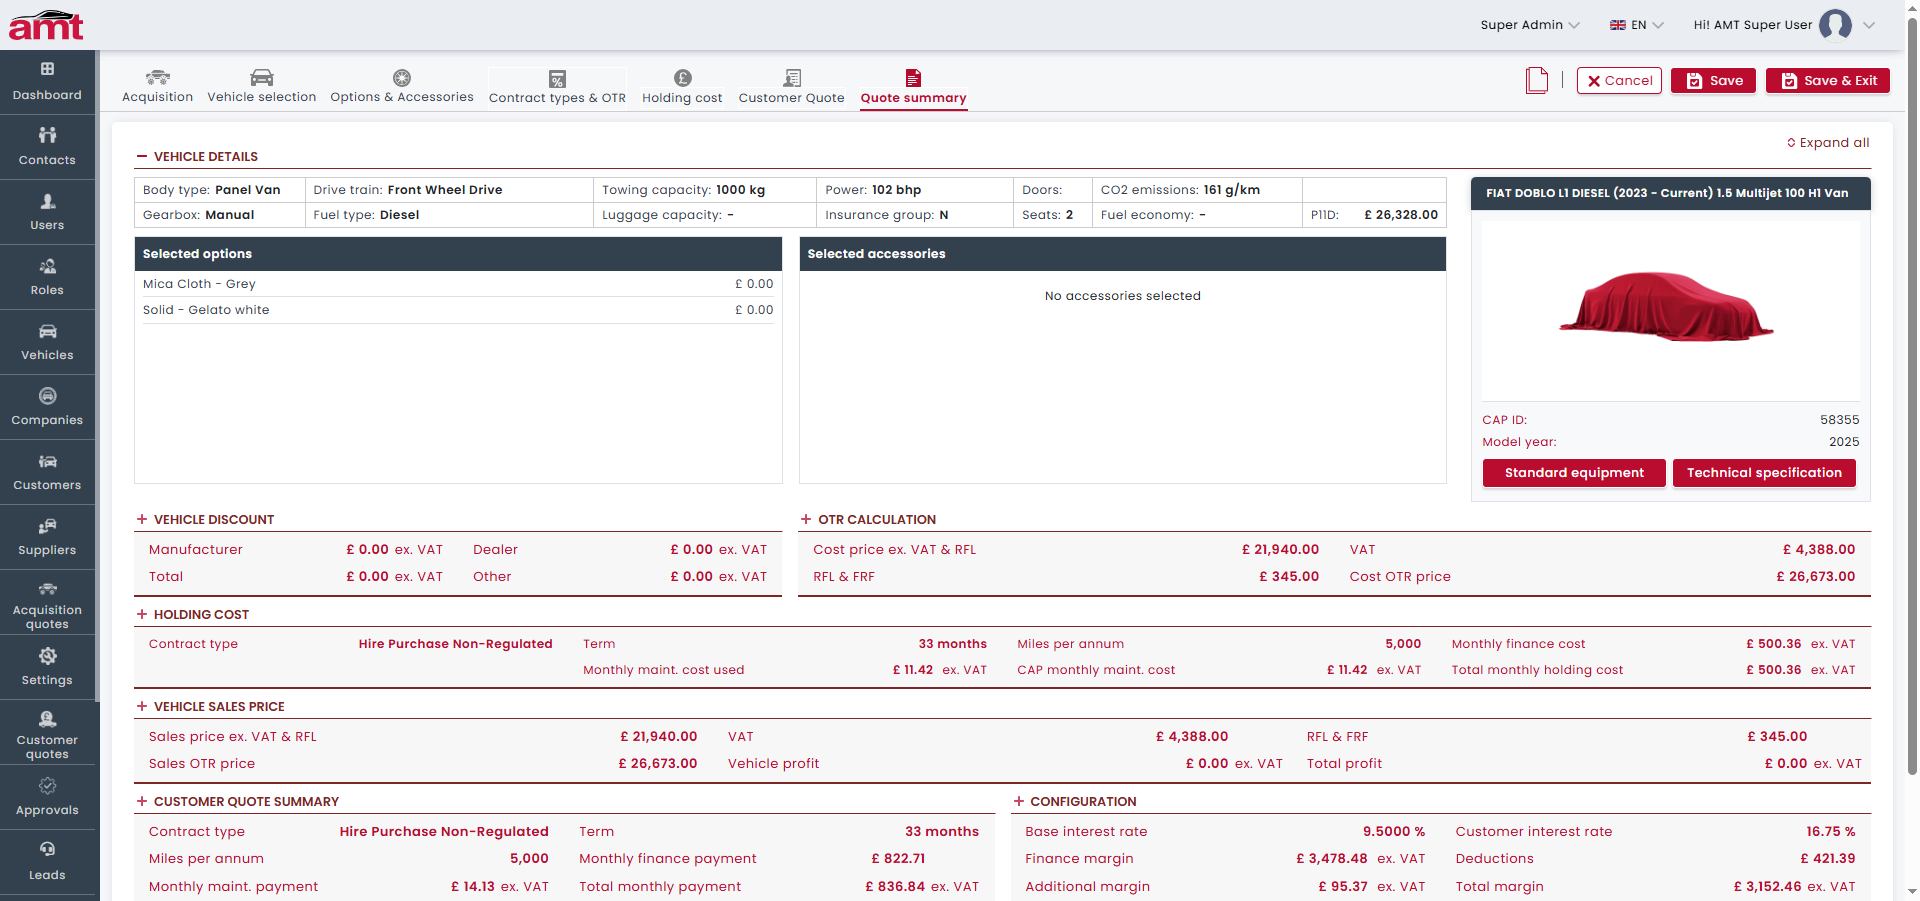 amt
Super Admin
EN
Hi! AMT Super User
Dashboard
Contacts
Users
Roles
Vehicles
Companies
Customers
Suppliers
Acquisition
quotes
Settings
Customer
quotes
Approvals
Leads
Acquisition
Vehicle selection
Options & Accessories
Contract types & OTR
Holding cost
Customer Quote
Quote summary
Cancel
Save
Save & Exit
Expand all
VEHICLE DETAILS
Body type: Panel Van Drive train: Front Wheel Drive Towing capacity: 1000 kg Power: 102 bhp Doors: CO2 emissions: 161 g/km
Gearbox: Manual Fuel type: Diesel Luggage capacity: - Insurance group: N Seats: 2 Fuel economy: - P11D: £ 26,328.00
Selected options
Mica Cloth - Grey £ 0.00
Solid - Gelato white £ 0.00
Selected accessories
No accessories selected
FIAT DOBLO L1 DIESEL (2023 - Current) 1.5 Multijet 100 H1 Van
CAP ID: 58355
Model year: 2025
Standard equipment
Technical specification
VEHICLE DISCOUNT
Manufacturer £ 0.00 ex. VAT Dealer £ 0.00 ex. VAT
Total £ 0.00 ex. VAT Other £ 0.00 ex. VAT
OTR CALCULATION
Cost price ex. VAT & RFL £ 21,940.00 VAT £ 4,388.00
RFL & FRF £ 345.00 Cost OTR price £ 26,673.00
HOLDING COST
Contract type Hire Purchase Non-Regulated Term 33 months Miles per annum 5,000 Monthly finance cost £ 500.36 ex. VAT
Monthly maint. cost used £ 11.42 ex. VAT CAP monthly maint. cost £ 11.42 ex. VAT Total monthly holding cost £ 500.36 ex. VAT
VEHICLE SALES PRICE
Sales price ex. VAT & RFL £ 21,940.00 VAT £ 4,388.00 RFL & FRF £ 345.00
Sales OTR price £ 26,673.00 Vehicle profit £ 0.00 ex. VAT Total profit £ 0.00 ex. VAT
CUSTOMER QUOTE SUMMARY
Contract type Hire Purchase Non-Regulated Term 33 months
Miles per annum 5,000 Monthly finance payment £ 822.71
Monthly maint. payment £ 14.13 ex. VAT Total monthly payment £ 836.84 ex. VAT
CONFIGURATION
Base interest rate 9.5000 % Customer interest rate 16.75 %
Finance margin £ 3,478.48 ex. VAT Deductions £ 421.39
Additional margin £ 95.37 ex. VAT Total margin £ 3,152.46 ex. VAT